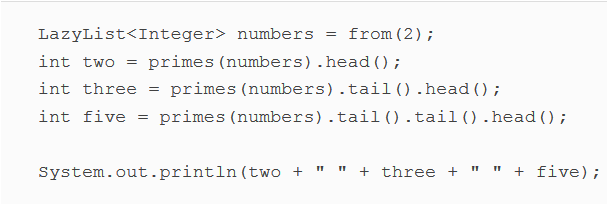 LazyList<Integer> numbers = from(2);
int two = primes(numbers).head();
int three = primes(numbers).tail().head();
int five = primes(numbers).tail().tail().head();
System.out.println(two + " " + three + " " + five);